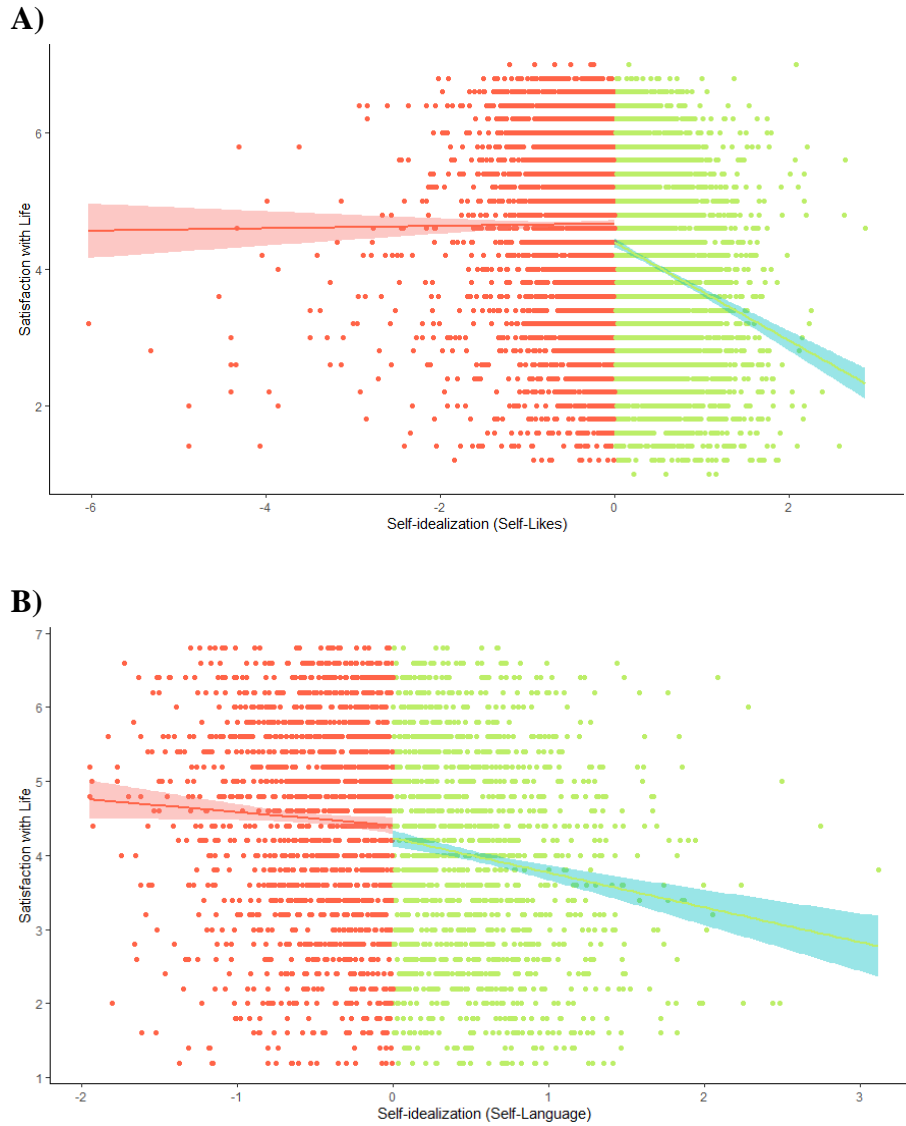 A)
6
4
2
Satisfaction with Life
-6 -4 -2 0 2
Self-idealization (Self-Likes)
B)
7
6
5
4
3
2
1
Satisfaction with Life
-2 -1 0 1 2 3
Self-idealization (Self-Language)